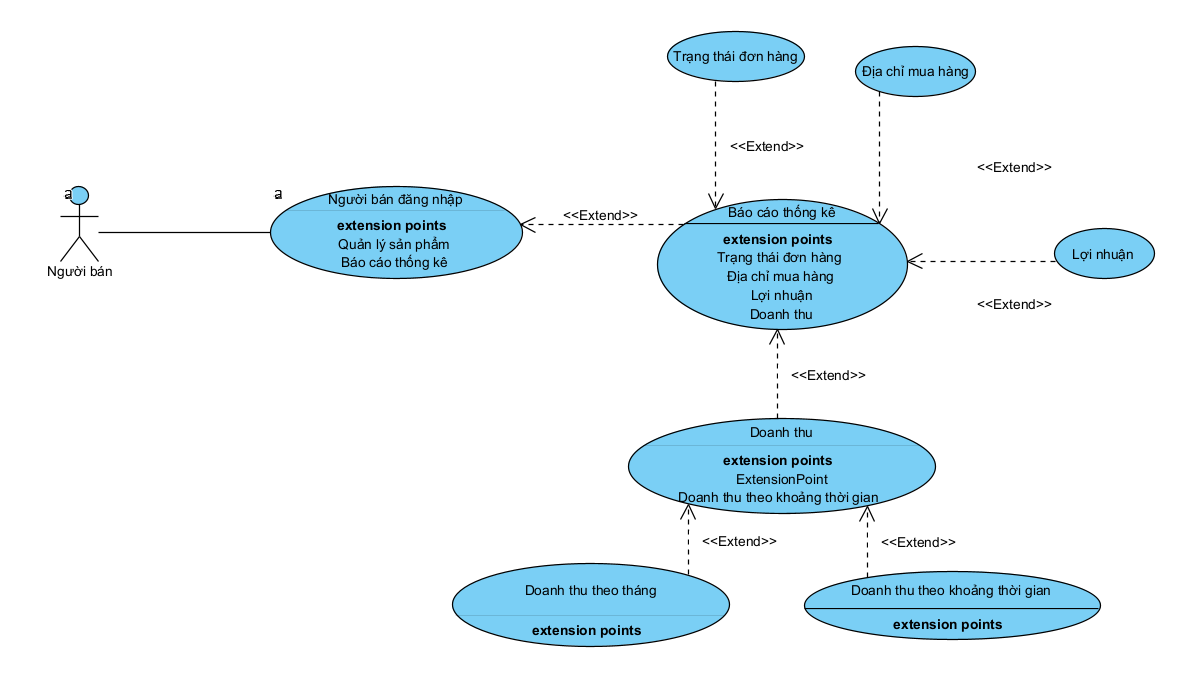 Trạng thái đơn hàng
Địa chỉ mua hàng
<<Extend>>
<<Extend>>
a
Người bán
a
Người bán đăng nhập
extension points
Quản lý sản phẩm
Báo cáo thống kê
<<Extend>>
Báo cáo thống kê
extension points
Trạng thái đơn hàng
Địa chỉ mua hàng
Lợi nhuận
Doanh thu
Lợi nhuận
<<Extend>>
<<Extend>>
Doanh thu
extension points
ExtensionPoint
Doanh thu theo khoảng thời gian
<<Extend>>
<<Extend>>
Doanh thu theo tháng
extension points
Doanh thu theo khoảng thời gian
extension points